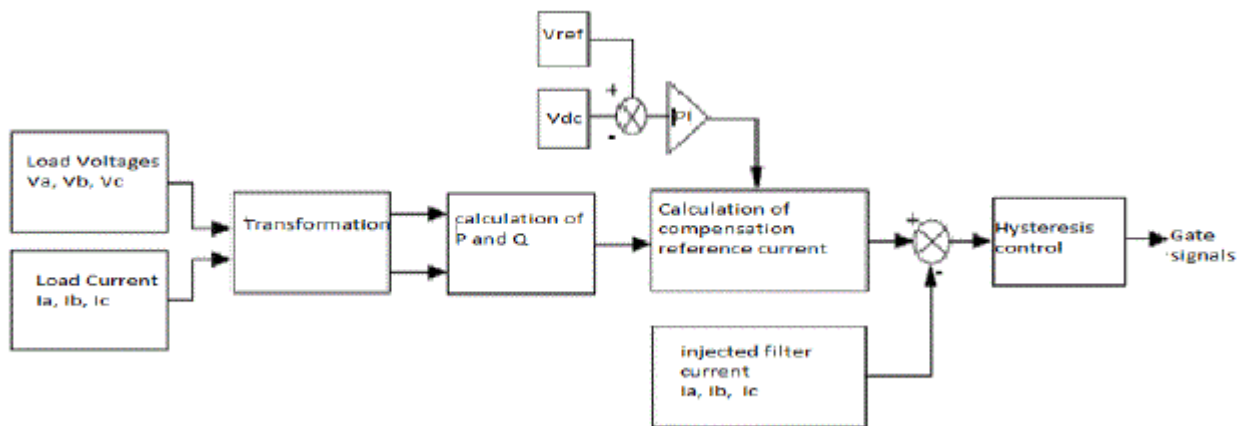 Vref
+
Vdc
-
PI
Load Voltages
Va, Vb, Vc
Transformation
calculation of
P and Q
Calculation of
compensation
reference current
+
-
Hysteresis
control
Gate
signals
Load Current
Ia, Ib, Ic
injected filter
current
Ia, Ib, Ic